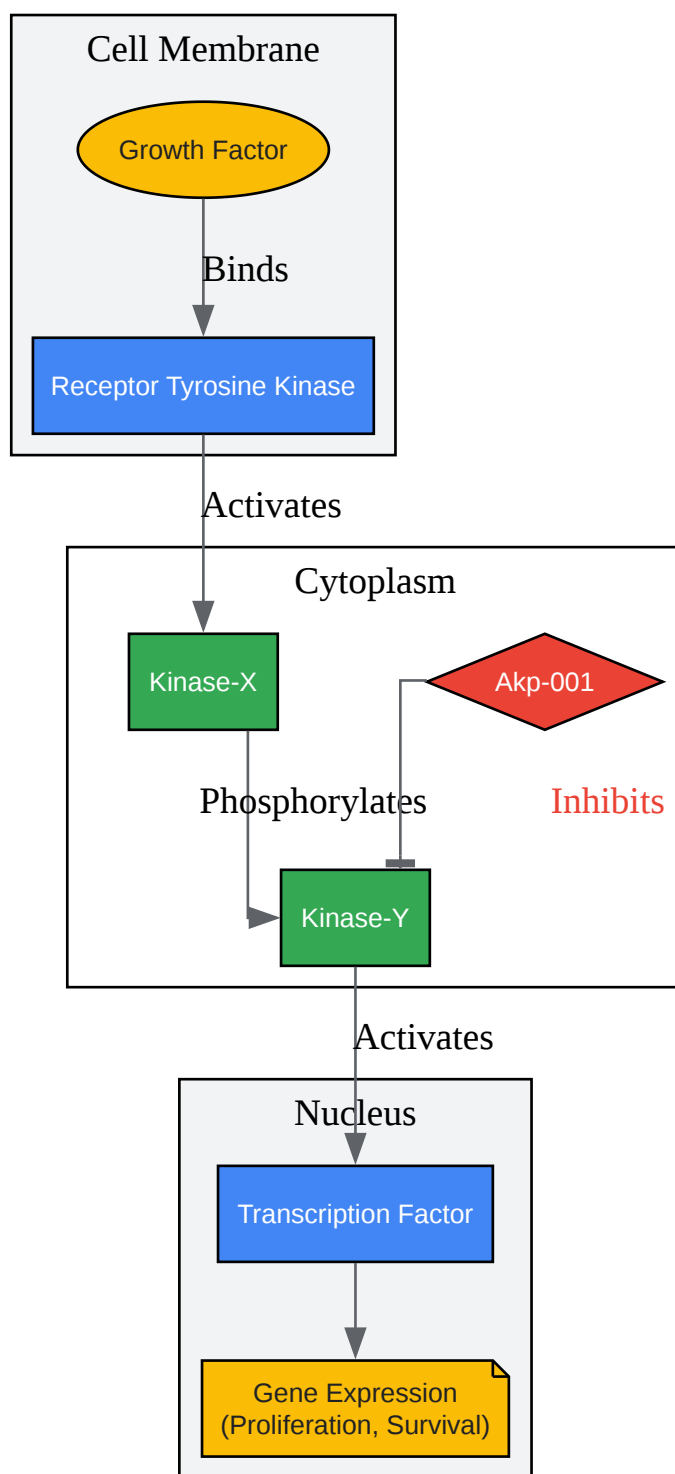 Cell Membrane
Growth Factor
Binds
Receptor Tyrosine Kinase
Activates
Cytoplasm
Kinase-X
Akp-001
Phosphorylates
Inhibits
Kinase-Y
Activates
Nucleus
Transcription Factor
Gene Expression
(Proliferation, Survival)